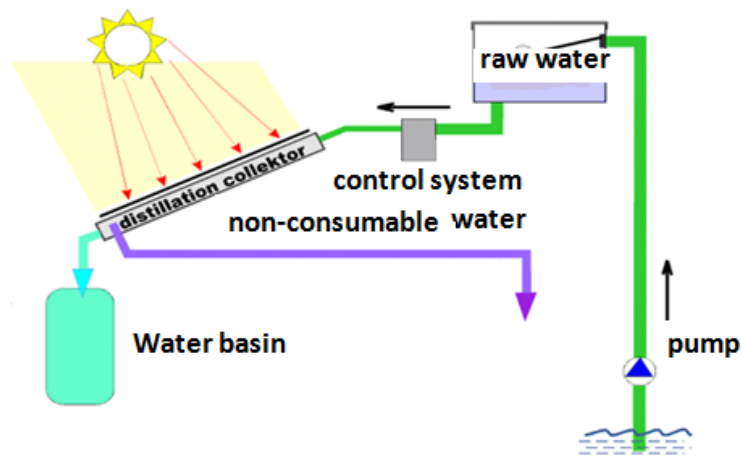 raw water
distillation collektor
control system
non-consumable water
Water basin
pump